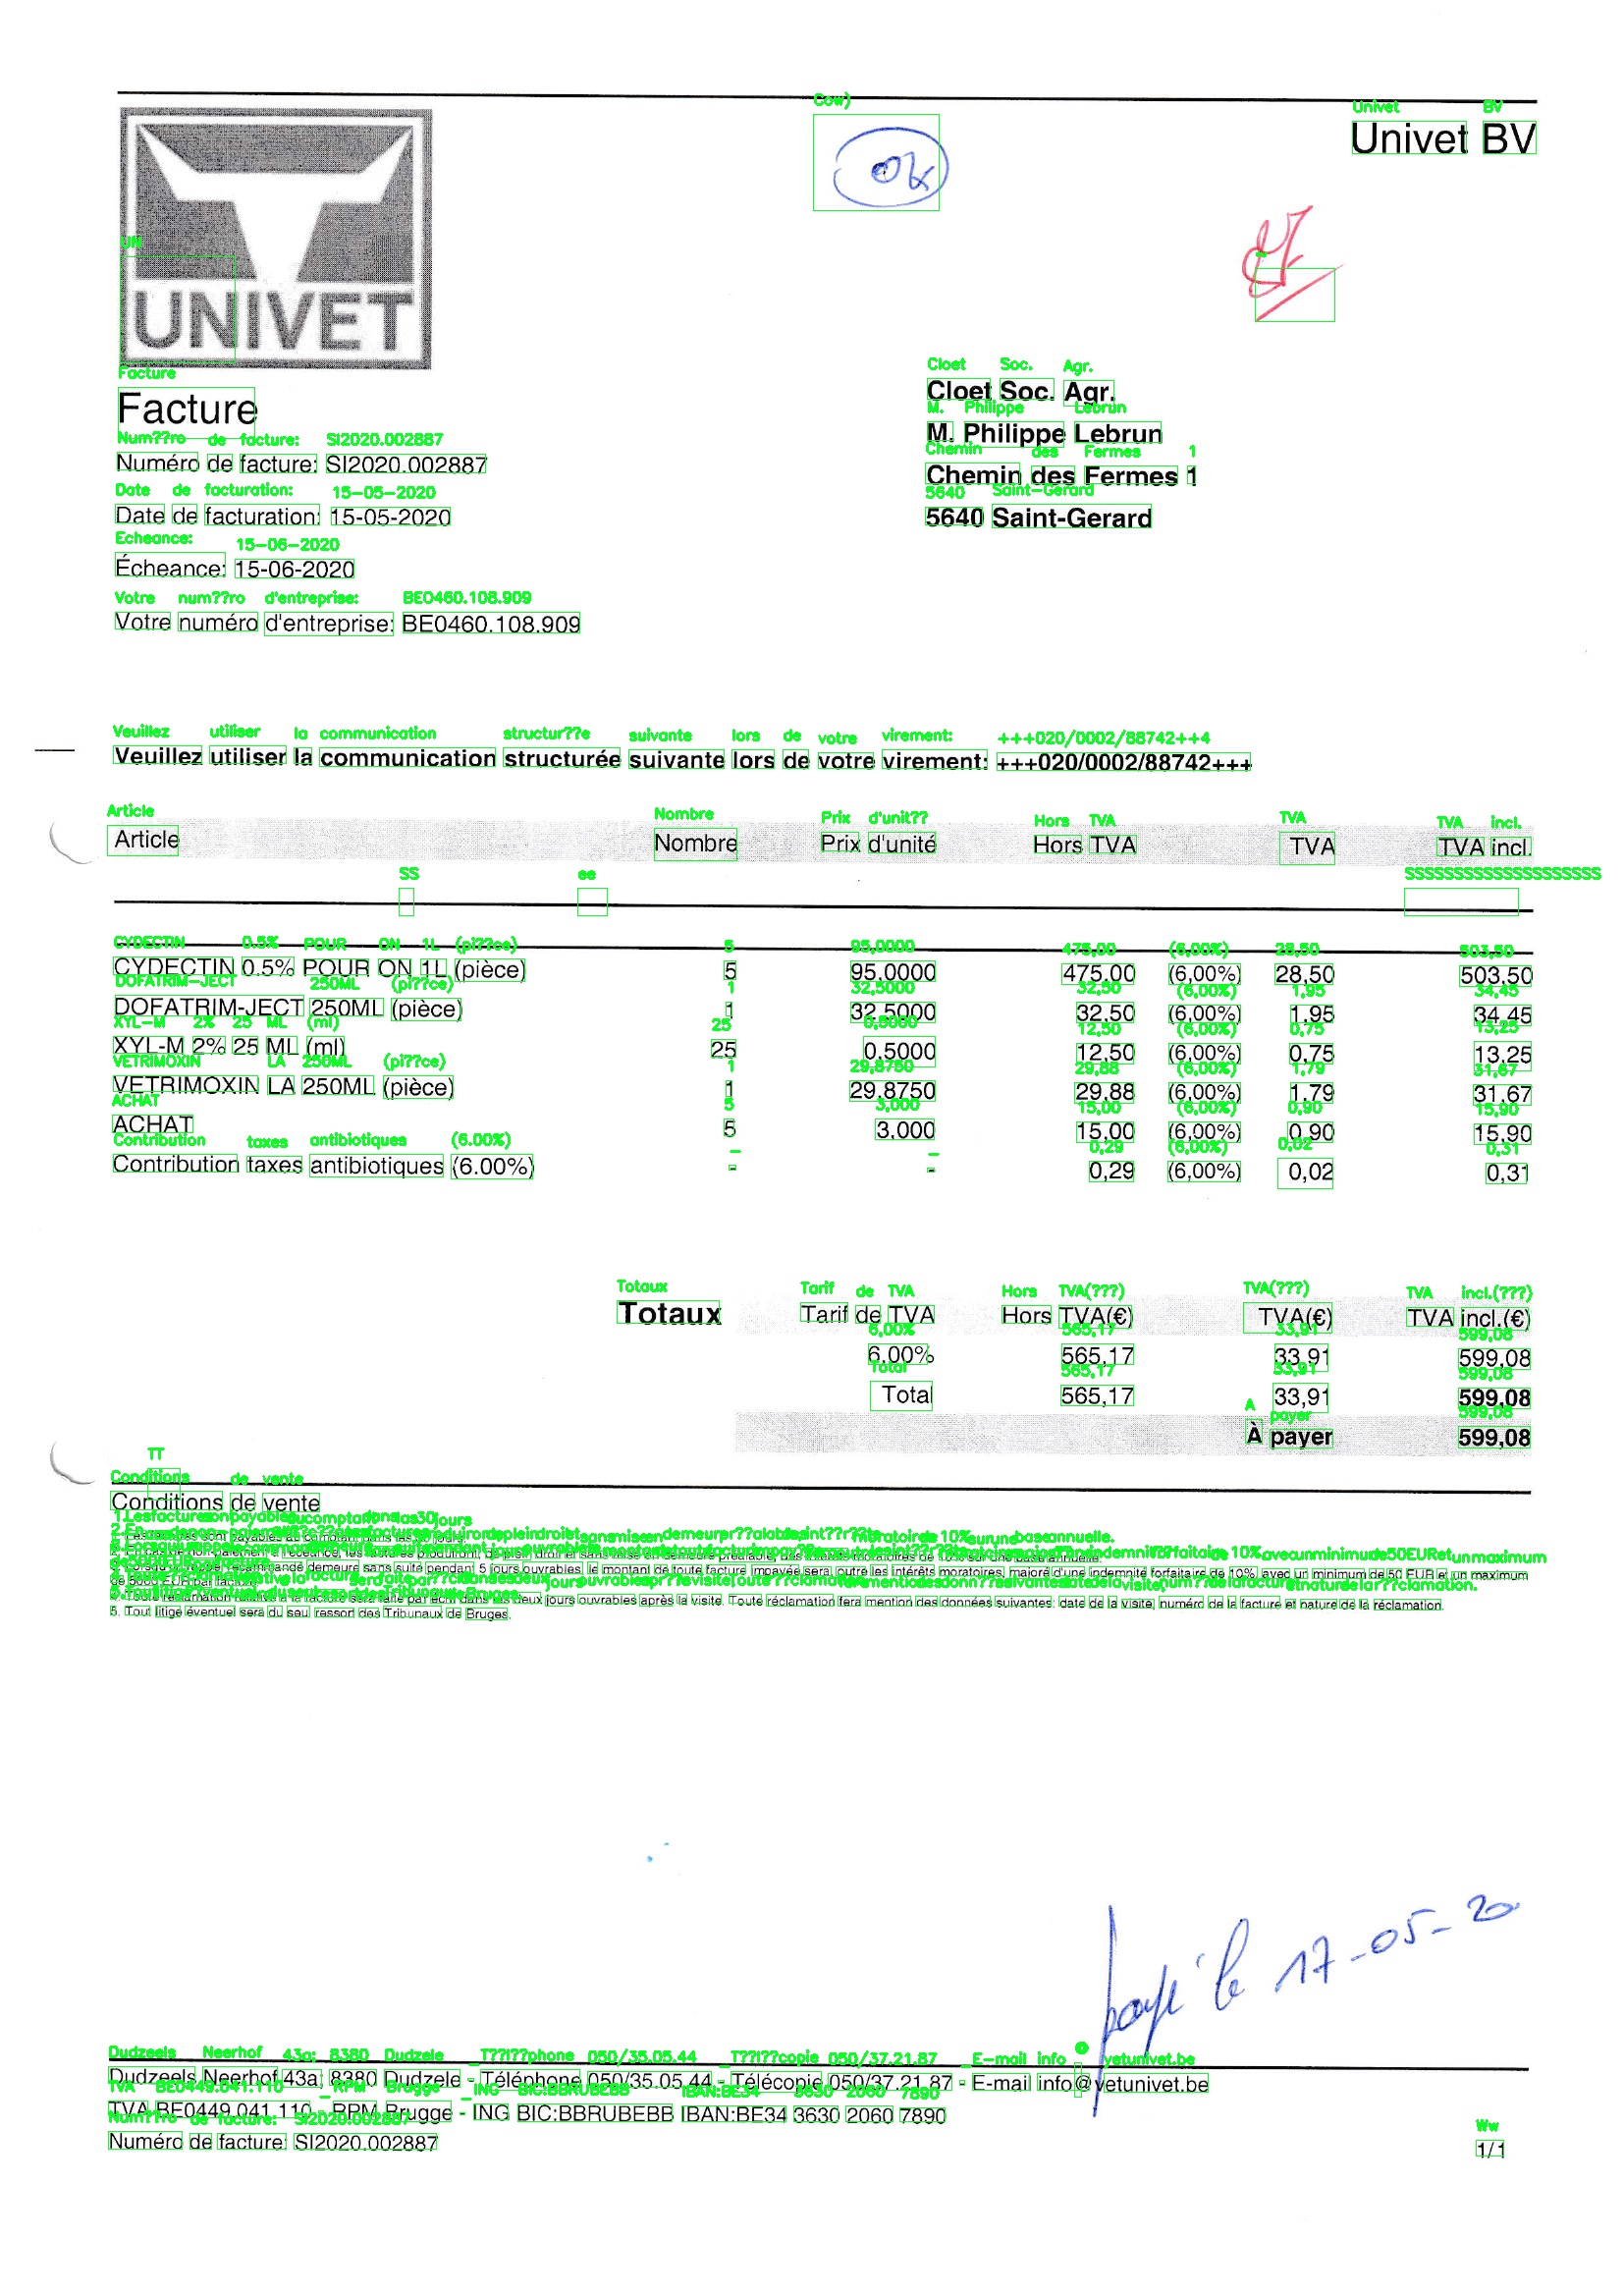 Univet BV
UNIVET
Facture
Numéro de facture: SI2020.002887
Date de facturation: 15-05-2020
Écheance: 15-06-2020
Votre numéro d'entreprise: BE0460.108.909
Cloet Soc. Agr.
M. Philippe Lebrun
Chemin des Fermes 1
5640 Saint-Gerard
Veuillez utiliser la communication structurée suivante lors de votre virement: +++020/0002/88742+++
Article Nombre Prix d'unité Hors TVA TVA TVA incl.
CYDECTIN 0.5% POUR ON 1L (pièce) 5 95,0000 475,00 (6,00%) 28,50 503,50
DOFATRIM-JECT 250ML (pièce) 1 32,5000 32,50 (6,00%) 1,95 34,45
XYL-M 2% 25 ML (ml) 25 0,5000 12,50 (6,00%) 0,75 13,25
VETRIMOXIN LA 250ML (pièce) 1 29,8750 29,88 (6,00%) 1,79 31,67
ACHAT 5 3,000 15,00 (6,00%) 0,90 15,90
Contribution taxes antibiotiques (6.00%) - - 0,29 (6,00%) 0,02 0,31
Totaux Tarif de TVA Hors TVA(€) TVA(€) TVA incl.(€)
6,00% 565,17 33,91 599,08
Total 565,17 33,91 599,08
À payer 599,08
Conditions de vente
1. Les factures sont payables au comptant dans les 30 jours.
2. En cas de non-paiement à l'écéance, les factures produiront, de plein droit et sans mise en demeure préalable, des intérêts moratoires de 10% sur une base annuelle.
3. Lorsqu'un rappel recommandé demeure sans suite pendant 5 jours ouvrables le montant de toute facture impayée sera, outre les intérêts moratoires, majoré d'une indemnité forfaitaire de 10%, avec un minimum de 50 EUR et un maximum
de 5000 EUR par facture.
4. Toute réclamation relative à la facture sera faite par écrit dans les deux jours ouvrables après la visite. Toute réclamation fera mention des données suivantes: date de la visite, numéro de la facture et nature de la réclamation.
5. Tout litige éventuel sera du seul ressort des Tribunaux de Bruges.
payé le 17-05-20
Dudzeels Neerhof 43a; 8380 Dudzele - Téléphone 050/35.05.44 - Télécopie 050/37.21.87 - E-mail info@vetunivet.be
TVA BE0449.041.110 - RPM Brugge - ING BIC:BBRUBEBB IBAN:BE34 3630 2060 7890
Numéro de facture: SI2020.002887
1/1